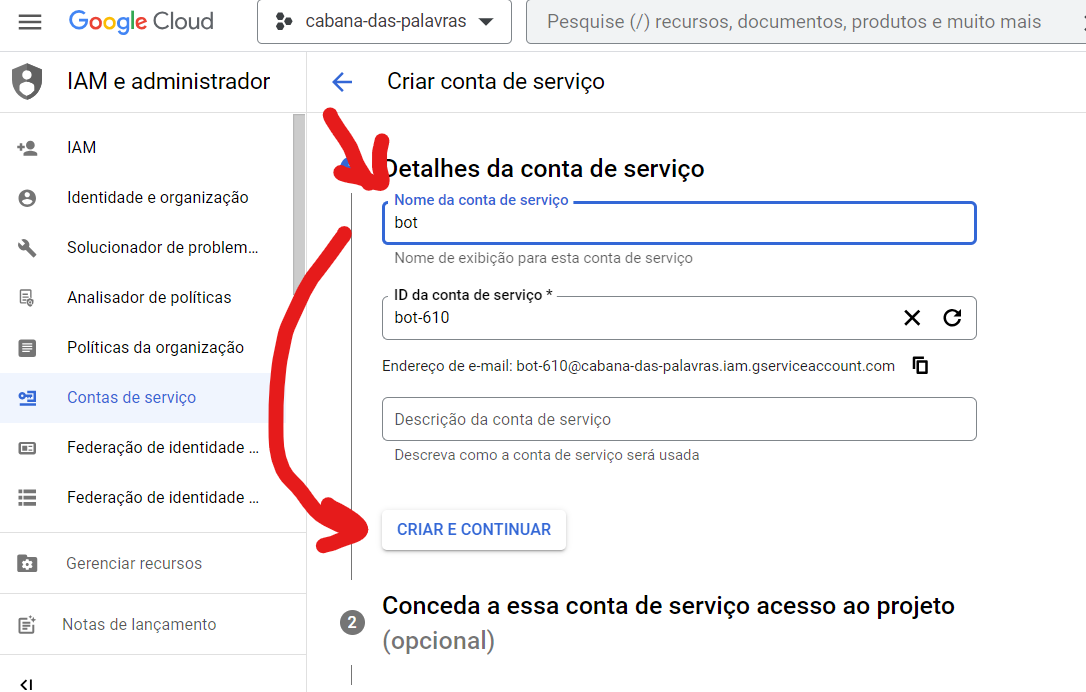 Google Cloud
cabana-das-palavras
Pesquise (/) recursos, documentos, produtos e muito mais
IAM e administrador
Criar conta de serviço
IAM
Identidade e organização
Solucionador de problem...
Analisador de políticas
Políticas da organização
Contas de serviço
Federação de identidade ...
Federação de identidade ...
Gerenciar recursos
Notas de lançamento
Detalhes da conta de serviço
Nome da conta de serviço
bot
Nome de exibição para esta conta de serviço
ID da conta de serviço *
bot-610
Endereço de e-mail: bot-610@cabana-das-palavras.iam.gserviceaccount.com
Descrição da conta de serviço
Descreva como a conta de serviço será usada
CRIAR E CONTINUAR
2
Conceda a essa conta de serviço acesso ao projeto
(opcional)